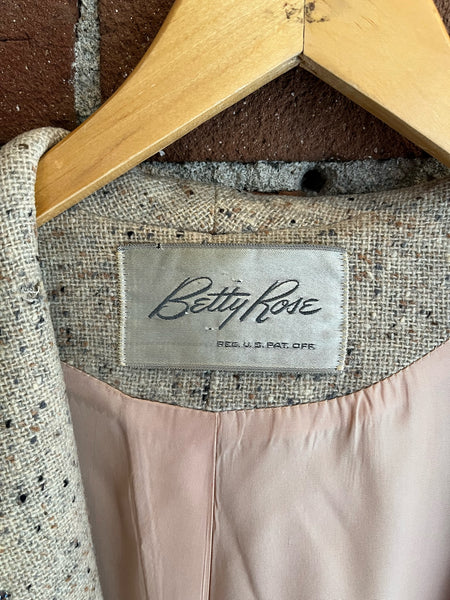 Betty Rose
REG. U.S. PAT. OFF.